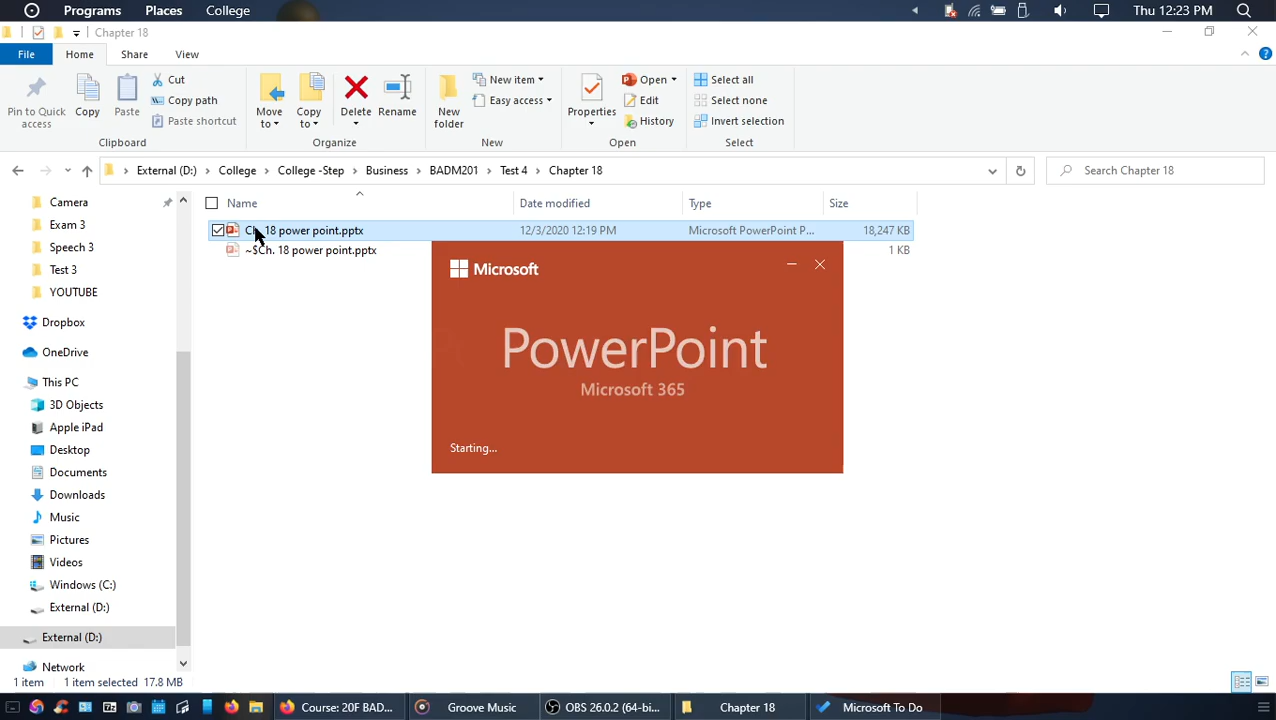 Programs Places College Thu 12:23 PM
Chapter 18
File Home Share View
Pin to Quick access
Copy
Paste
Cut
Copy path
Paste shortcut
Clipboard
Move to
Copy to
Delete
Rename
Organize
New folder
New item
Easy access
New
Properties
Open
Edit
History
Open
Select all
Select none
Invert selection
Select
External (D:) College College -Step Business BADM201 Test 4 Chapter 18
Search Chapter 18
Name Date modified Type Size
18 power point.pptx 12/3/2020 12:19 PM Microsoft PowerPoint P... 18,247 KB
~$Ch. 18 power point.pptx 1 KB
Camera
Exam 3
Speech 3
Test 3
YOUTUBE
Dropbox
OneDrive
This PC
3D Objects
Apple iPad
Desktop
Documents
Downloads
Music
Pictures
Videos
Windows (C:)
External (D:)
External (D:)
Network
Microsoft
PowerPoint
Microsoft 365
Starting...
1 item 1 item selected 17.8 MB
Course: 20F BAD... Groove Music OBS 26.0.2 (64-bi... Chapter 18 Microsoft To Do